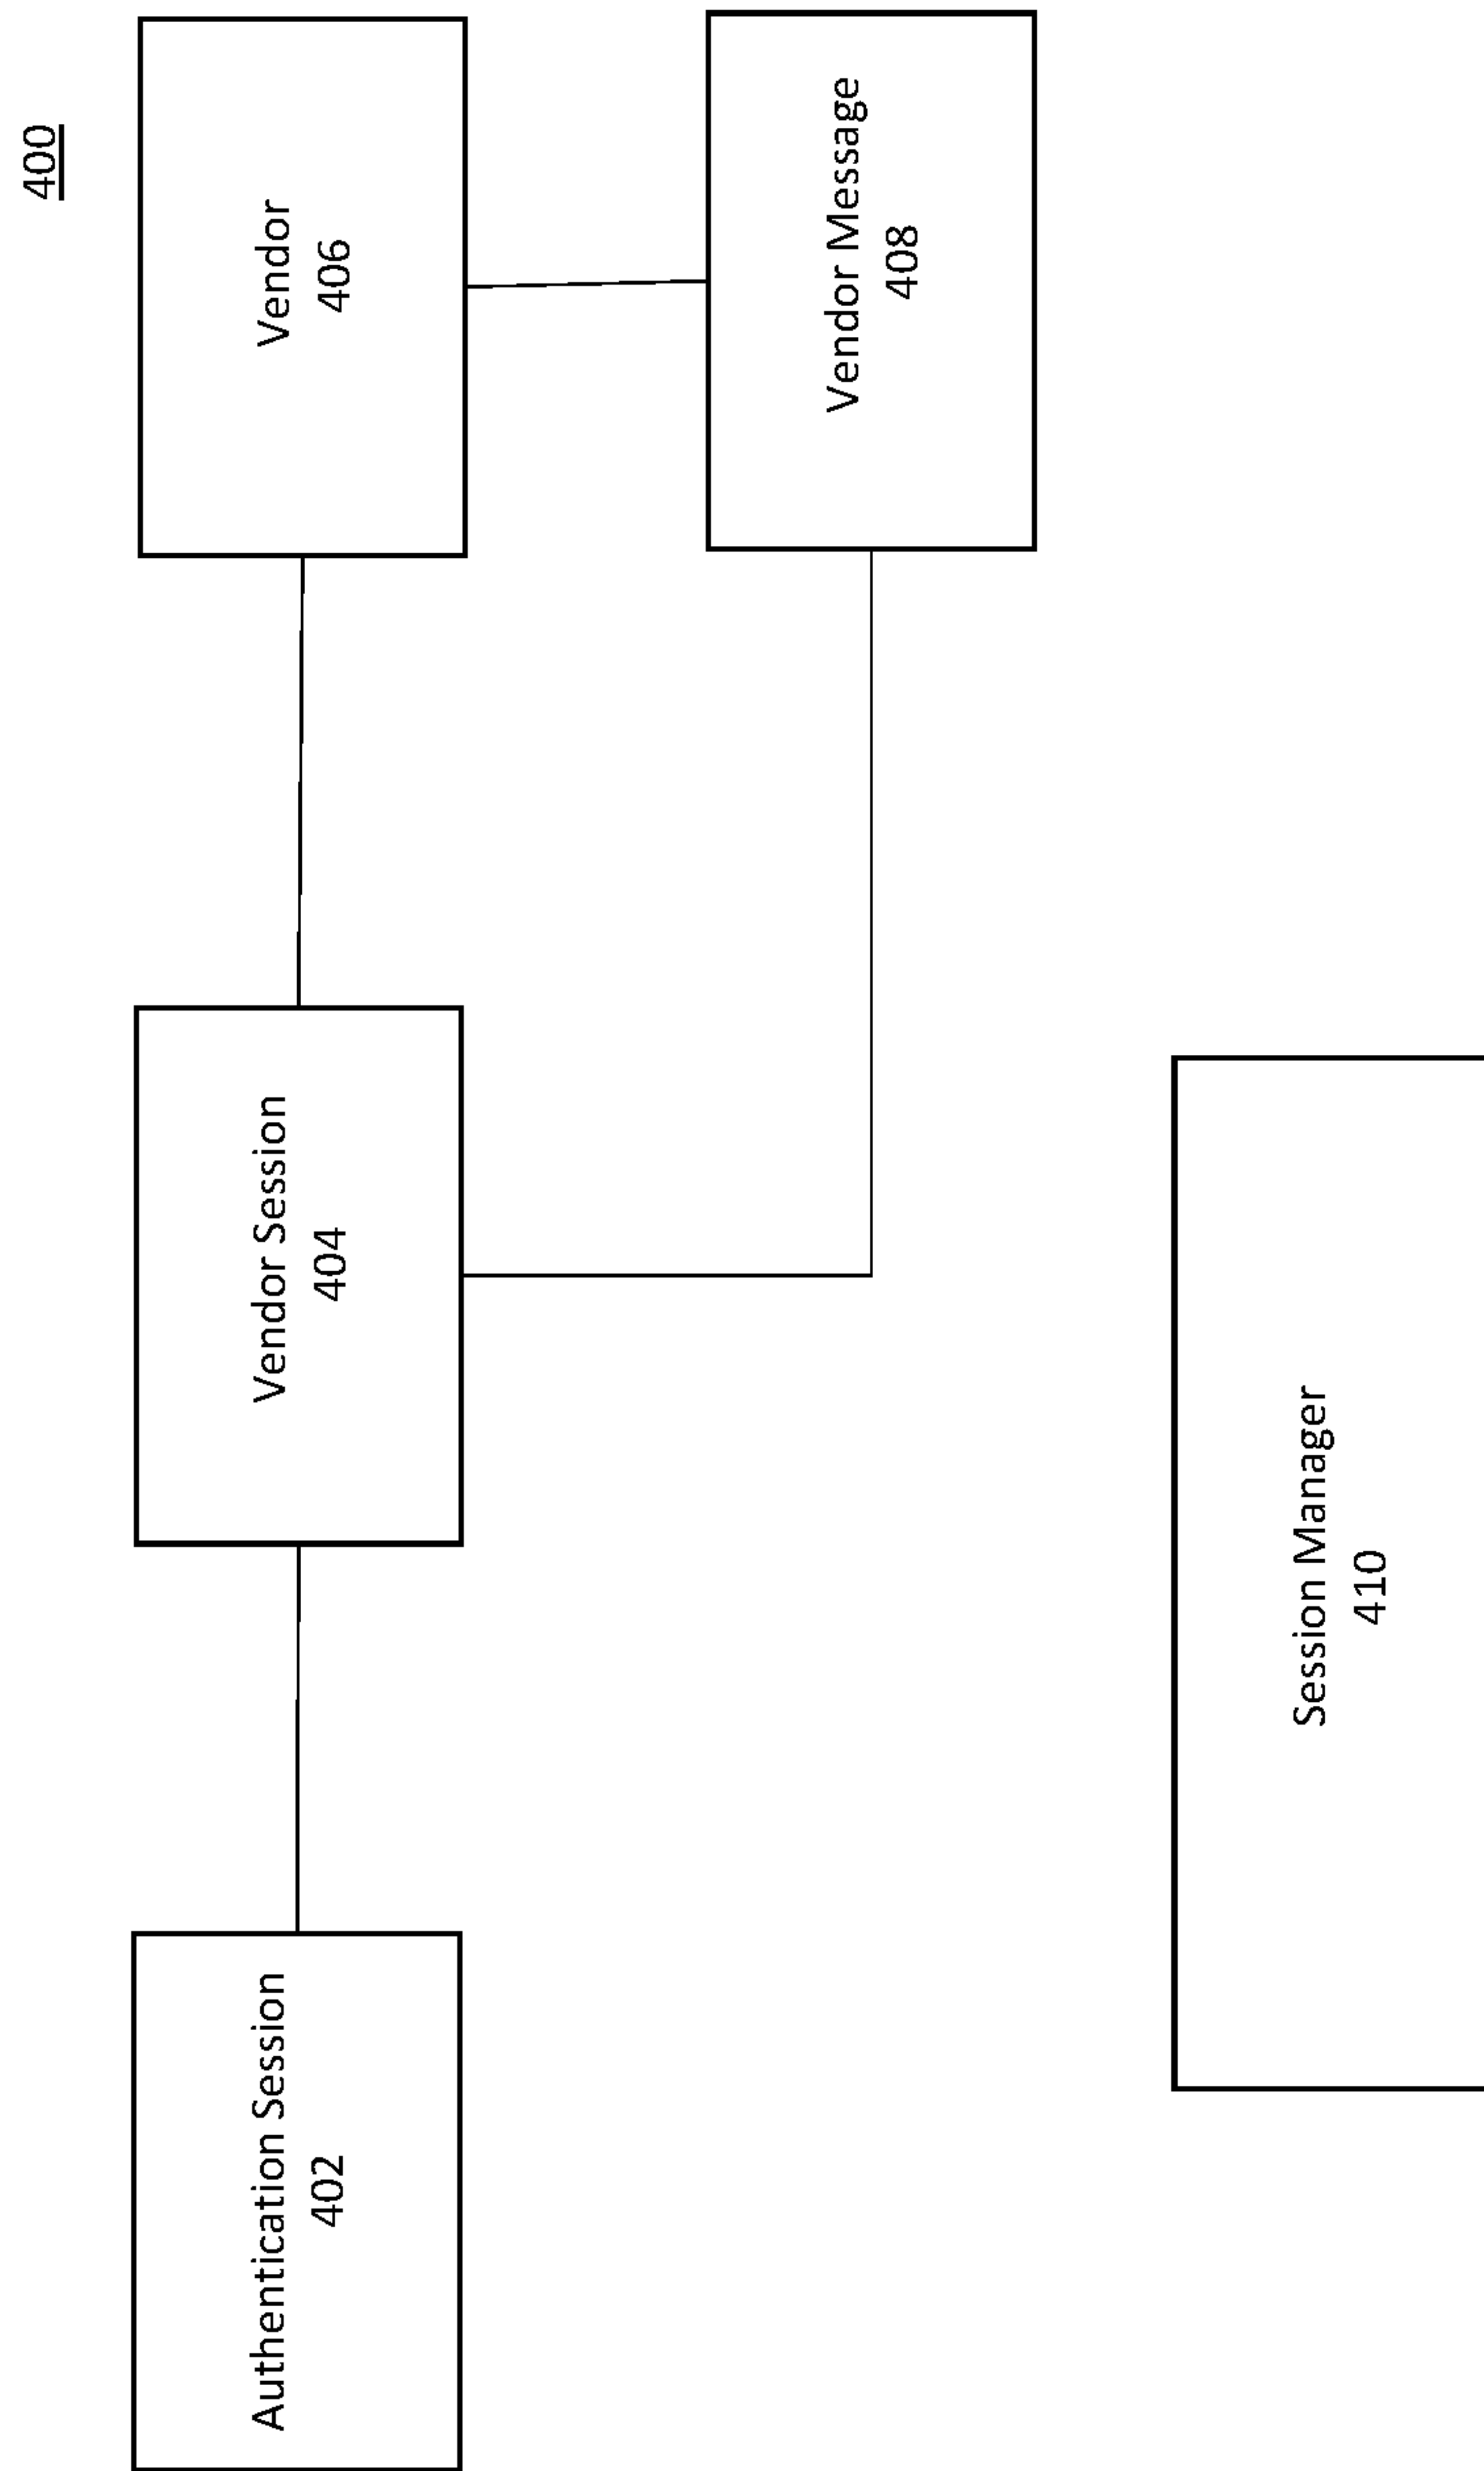 400
Authentication Session
402
Vendor Session
404
Vendor
406
Vendor Message
408
Session Manager
410